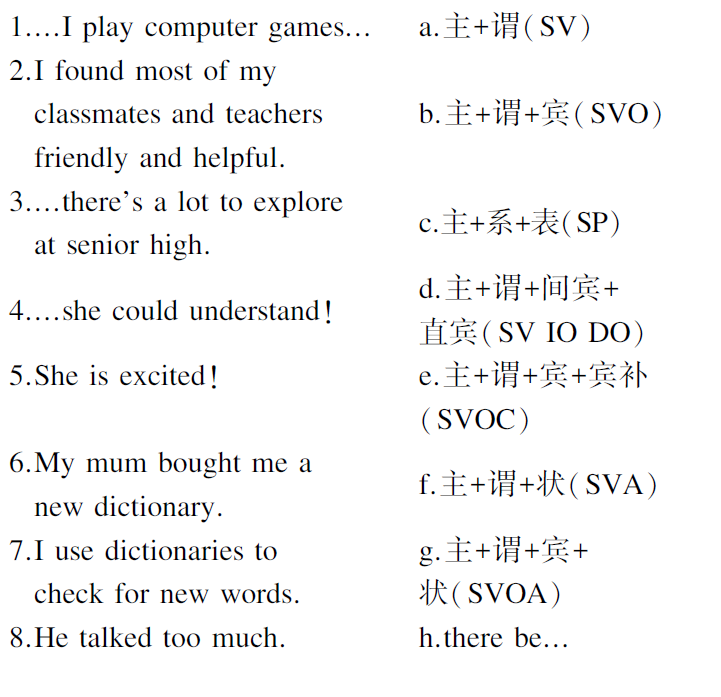 1.…I play computer games… a.主+谓(SV)
2.I found most of my
classmates and teachers b.主+谓+宾(SVO)
friendly and helpful.
3.…there's a lot to explore
at senior high. c.主+系+表(SP)
4.…she could understand! d.主+谓+间宾+
直宾(SV IO DO)
5.She is excited! e.主+谓+宾+宾补
(SVOC)
6.My mum bought me a
new dictionary. f.主+谓+状(SVA)
7.I use dictionaries to g.主+谓+宾+
check for new words. 状(SVOA)
8.He talked too much. h.there be…